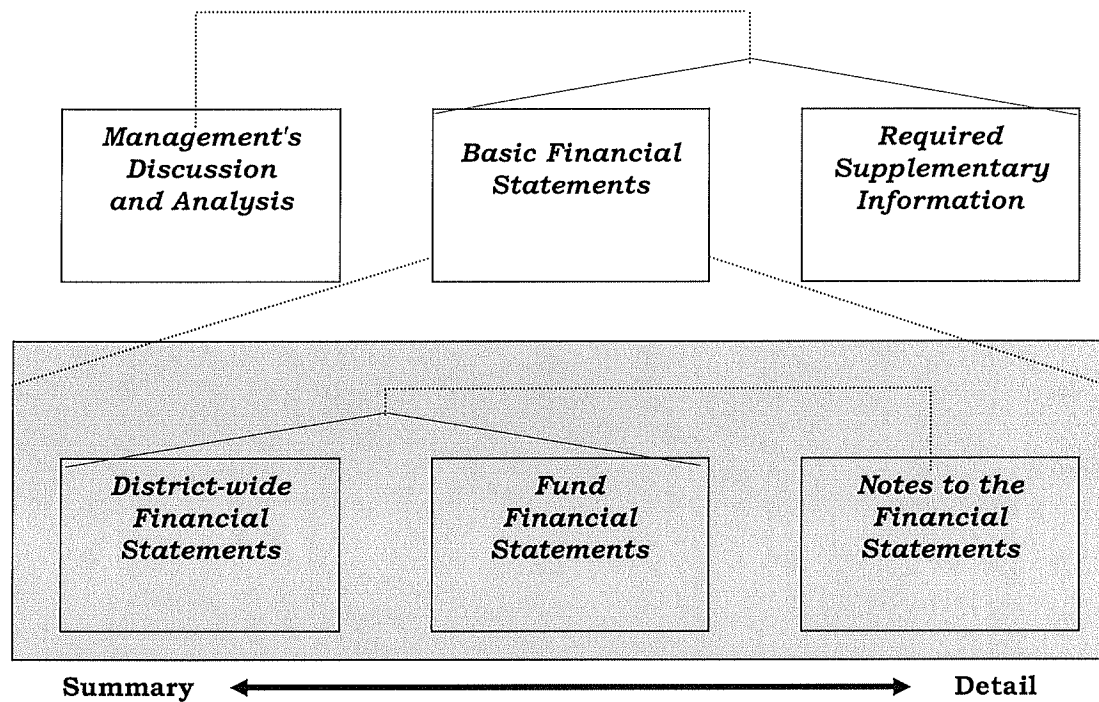 Management's
Discussion
and Analysis
Basic Financial
Statements
Required
Supplementary
Information
District-wide
Financial
Statements
Fund
Financial
Statements
Notes to the
Financial
Statements
Summary
Detail